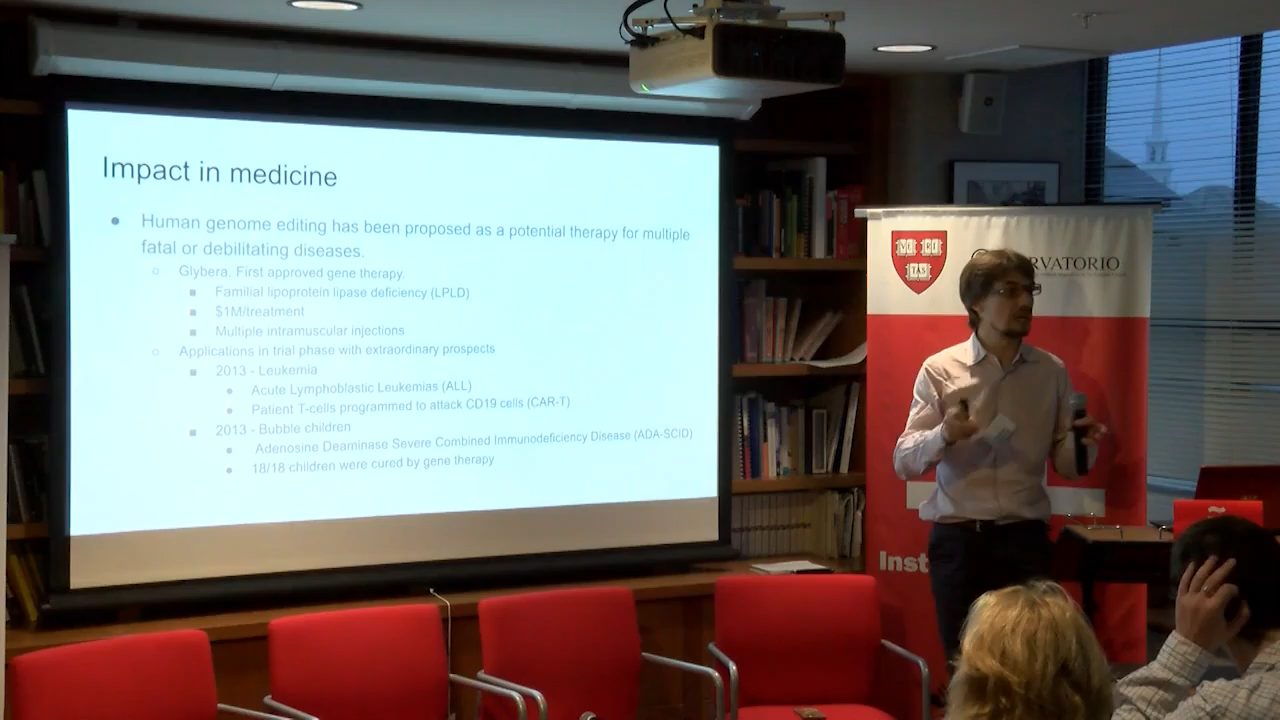 Impact in medicine
● Human genome editing has been proposed as a potential therapy for multiple
fatal or debilitating diseases.
○ Glybera. First approved gene therapy.
■ Familial lipoprotein lipase deficiency (LPLD)
■ $1M/treatment
■ Multiple intramuscular injections
○ Applications in trial phase with extraordinary prospects
■ 2013 - Leukemia
● Acute Lymphoblastic Leukemias (ALL)
● Patient T-cells programmed to attack CD19 cells (CAR-T)
■ 2013 - Bubble children
● Adenosine Deaminase Severe Combined Immunodeficiency Disease (ADA-SCID)
● 18/18 children were cured by gene therapy
VE RI
TAS
RVATORIO
Inst